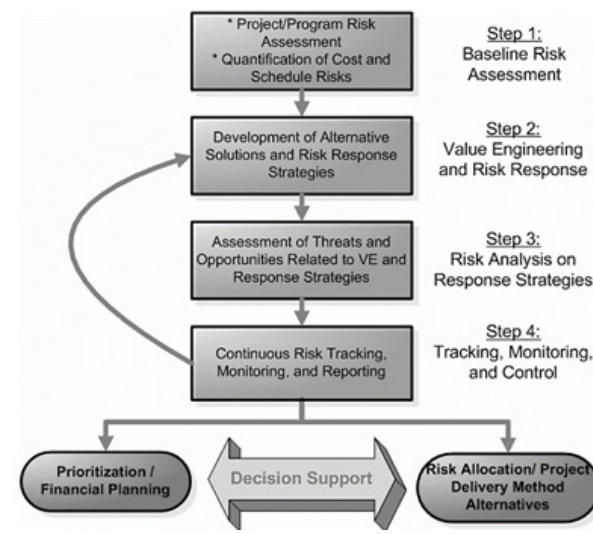 * Project/Program Risk
Assessment
* Quantification of Cost and
Schedule Risks
Step 1:
Baseline Risk
Assessment
Development of Alternative
Solutions and Risk Response
Strategies
Step 2:
Value Engineering
and Risk Response
Assessment of Threats and
Opportunities Related to VE and
Response Strategies
Step 3:
Risk Analysis on
Response Strategies
Continuous Risk Tracking,
Monitoring, and Reporting
Step 4:
Tracking, Monitoring,
and Control
Prioritization /
Financial Planning
Decision Support
Risk Allocation/ Project
Delivery Method
Alternatives